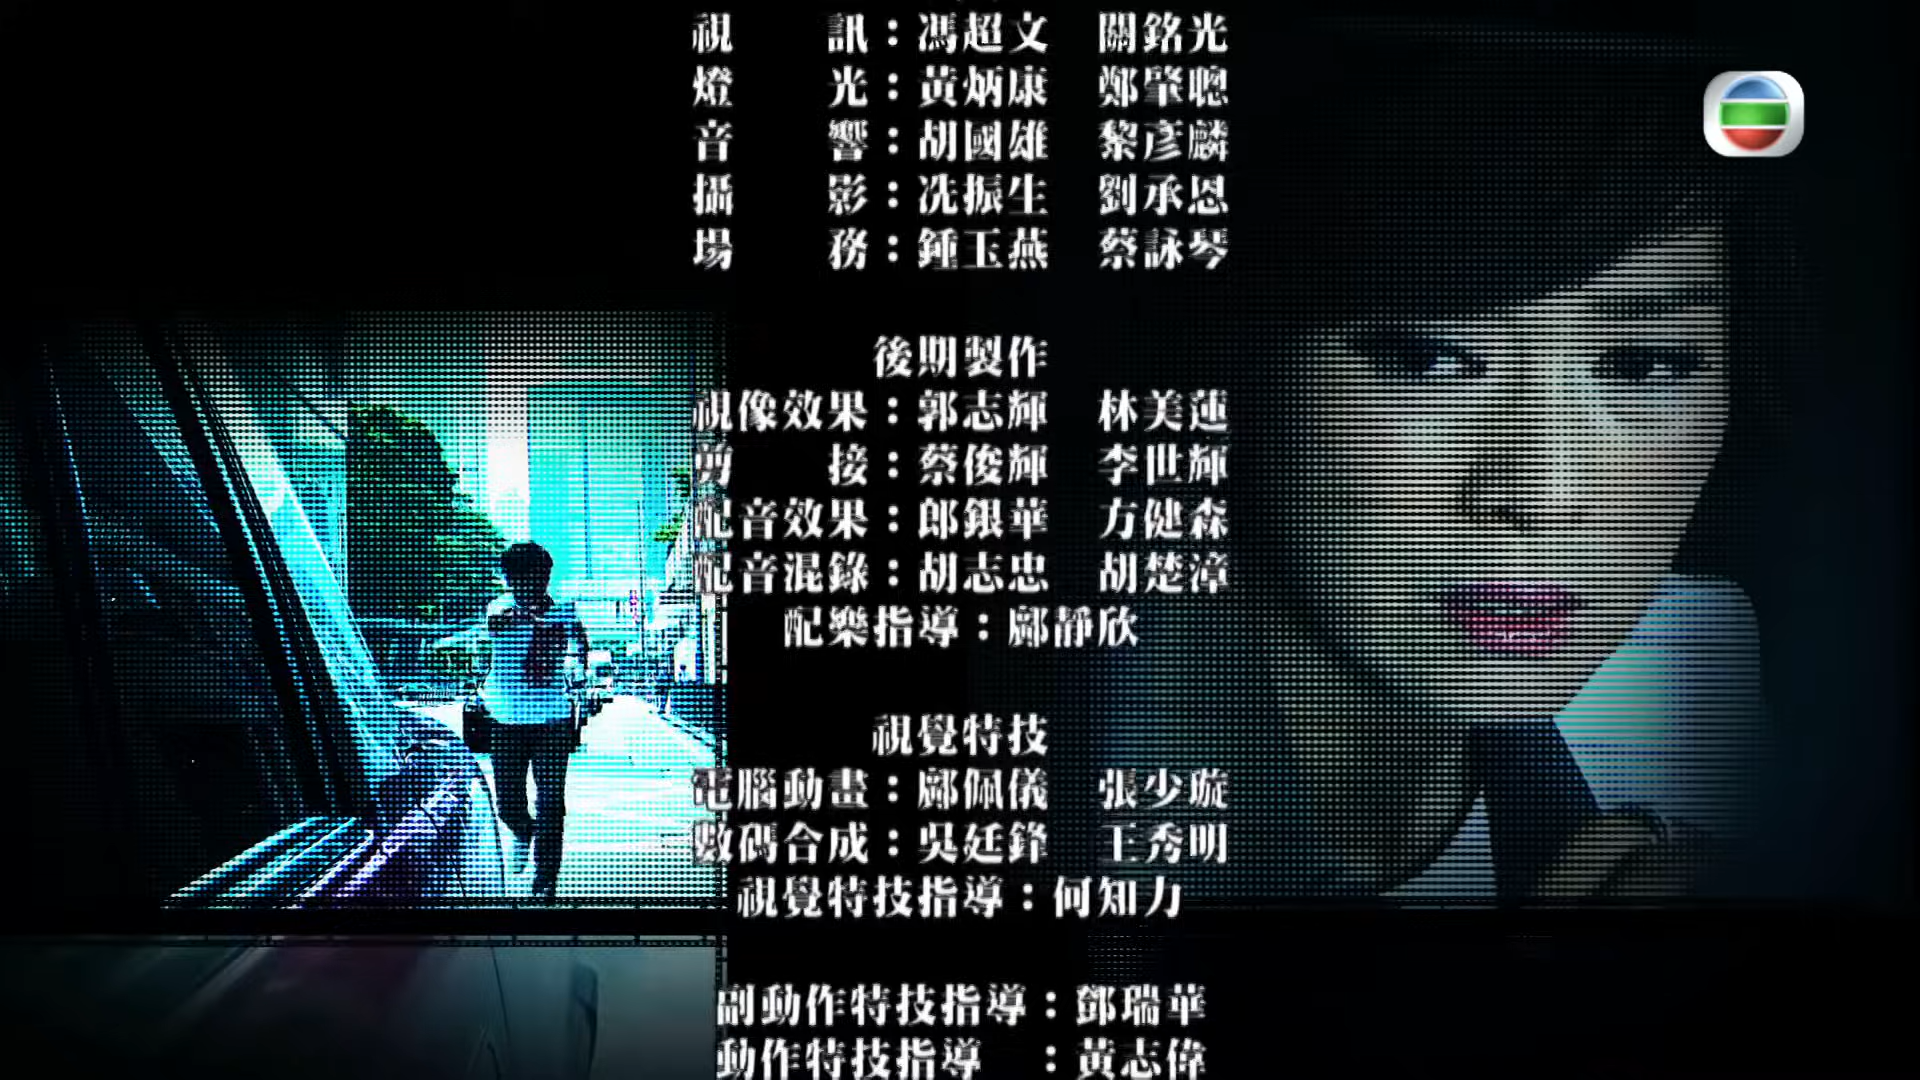 視訊：馮超文 關銘光
燈光：黃炳康 鄭肇聰
音響：胡國雄 黎彥麟
攝影：冼振生 劉承恩
場務：鍾玉燕 蔡詠琴
後期製作
視像效果：郭志輝 林美蓮
剪接：蔡俊輝 李世輝
配音效果：郎銀華 方健森
配音混錄：胡志忠 胡楚漳
配樂指導：鄺靜欣
視覺特技
電腦動畫：鄺佩儀 張少璇
數碼合成：吳廷鋒 王秀明
視覺特技指導：何知力
副動作特技指導：鄧瑞華
動作特技指導：黃志偉